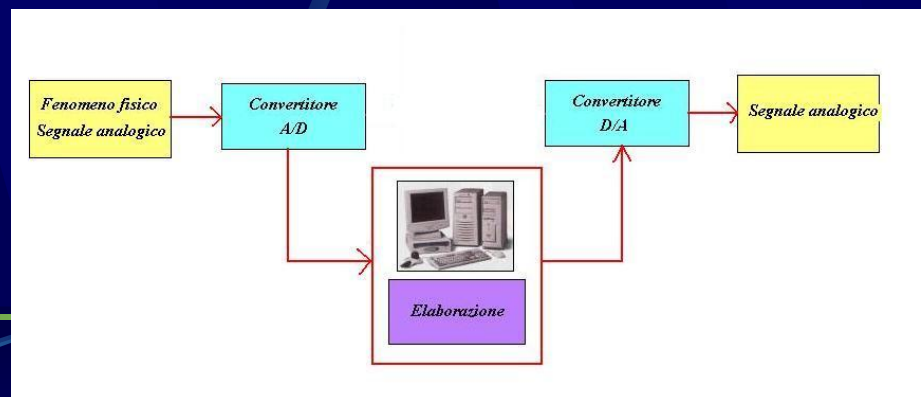 Fenomeno fisico
Segnale analogico
Convertitore
A/D
Elaborazione
Convertitore
D/A
Segnale analogico